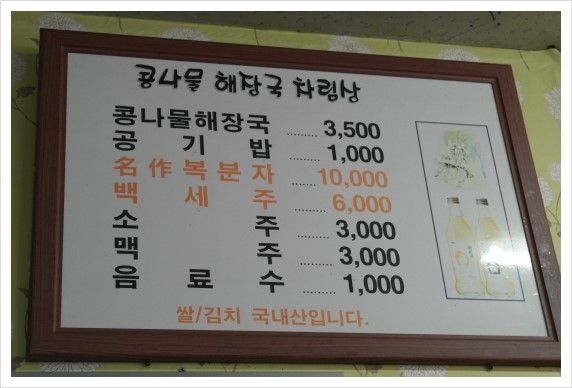 콩나물 해장국 차림상
콩나물해장국 ........ 3,500
공 기 밥 ........ 1,000
名作복분자 ...... 10,000
백 세 주 ........ 6,000
소 주 ........ 3,000
맥 주 ........ 3,000
음 료 수 ........ 1,000
쌀/김치 국내산입니다.